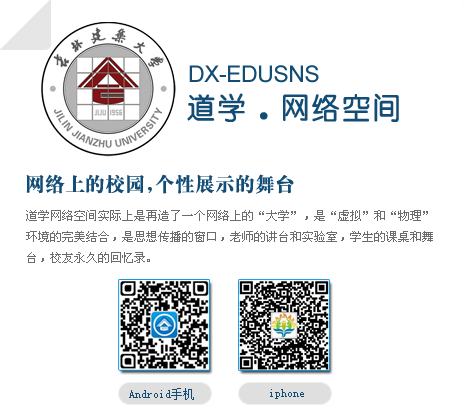 吉林建築大學
JLJU 1956
JILIN JIANZHU UNIVERSITY
DX-EDUSNS
道学．网络空间
网络上的校园,个性展示的舞台
道学网络空间实际上是再造了一个网络上的“大学”，是“虚拟”和“物理”
环境的完美结合，是思想传播的窗口，老师的讲台和实验室，学生的课桌和舞
台，校友永久的回忆录。
Android手机
iphone